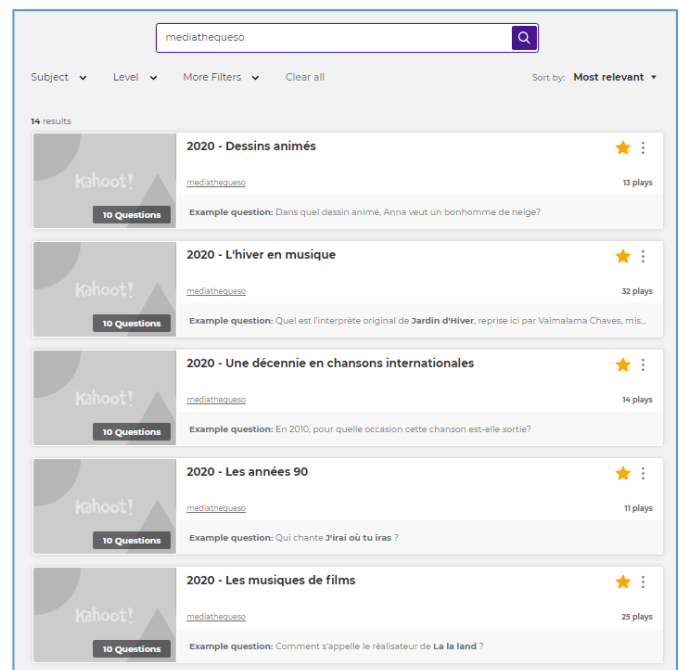 mediathequeso
Subject Level More Filters Clear all Sort by: Most relevant
14 results
2020 - Dessins animés
Kahoot!
mediathequeso 13 plays
10 Questions Example question: Dans quel dessin animé, Anna veut un bonhomme de neige?
2020 - L'hiver en musique
Kahoot!
mediathequeso 32 plays
10 Questions Example question: Quel est l'interprète original de Jardin d'Hiver, reprise ici par Vaimalama Chaves, mis...
2020 - Une décennie en chansons internationales
Kahoot!
mediathequeso 14 plays
10 Questions Example question: En 2010, pour quelle occasion cette chanson est-elle sortie?
2020 - Les années 90
Kahoot!
mediathequeso 11 plays
10 Questions Example question: Qui chante J'irai où tu iras ?
2020 - Les musiques de films
Kahoot!
mediathequeso 25 plays
10 Questions Example question: Comment s'appelle le réalisateur de La la land ?